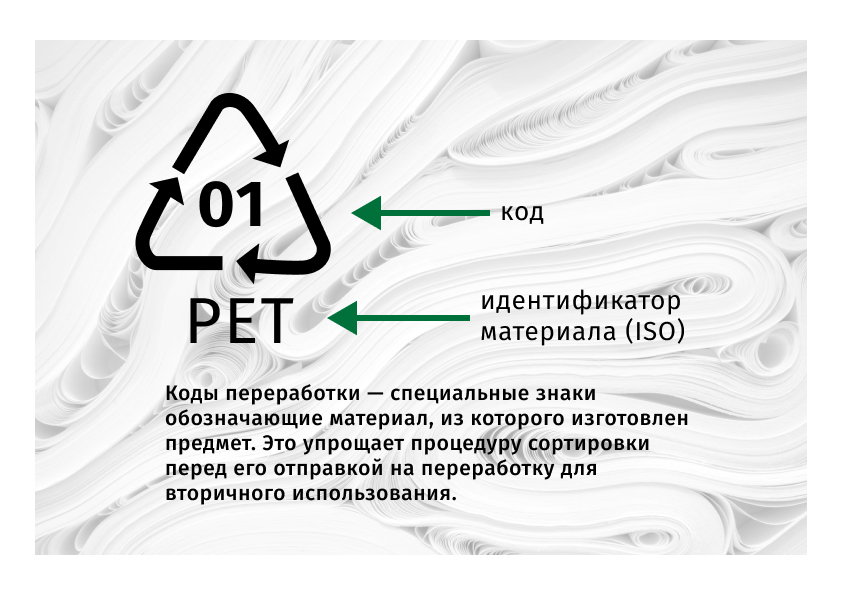 01
код
PET
идентификатор
материала (ISO)
Коды переработки — специальные знаки
обозначающие материал, из которого изготовлен
предмет. Это упрощает процедуру сортировки
перед его отправкой на переработку для
вторичного использования.